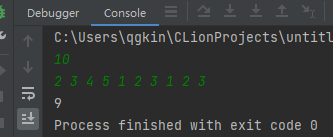 Debugger Console
C:\Users\qgkin\CLionProjects\untitl
10
2 3 4 5 1 2 3 1 2 3
9
Process finished with exit code 0